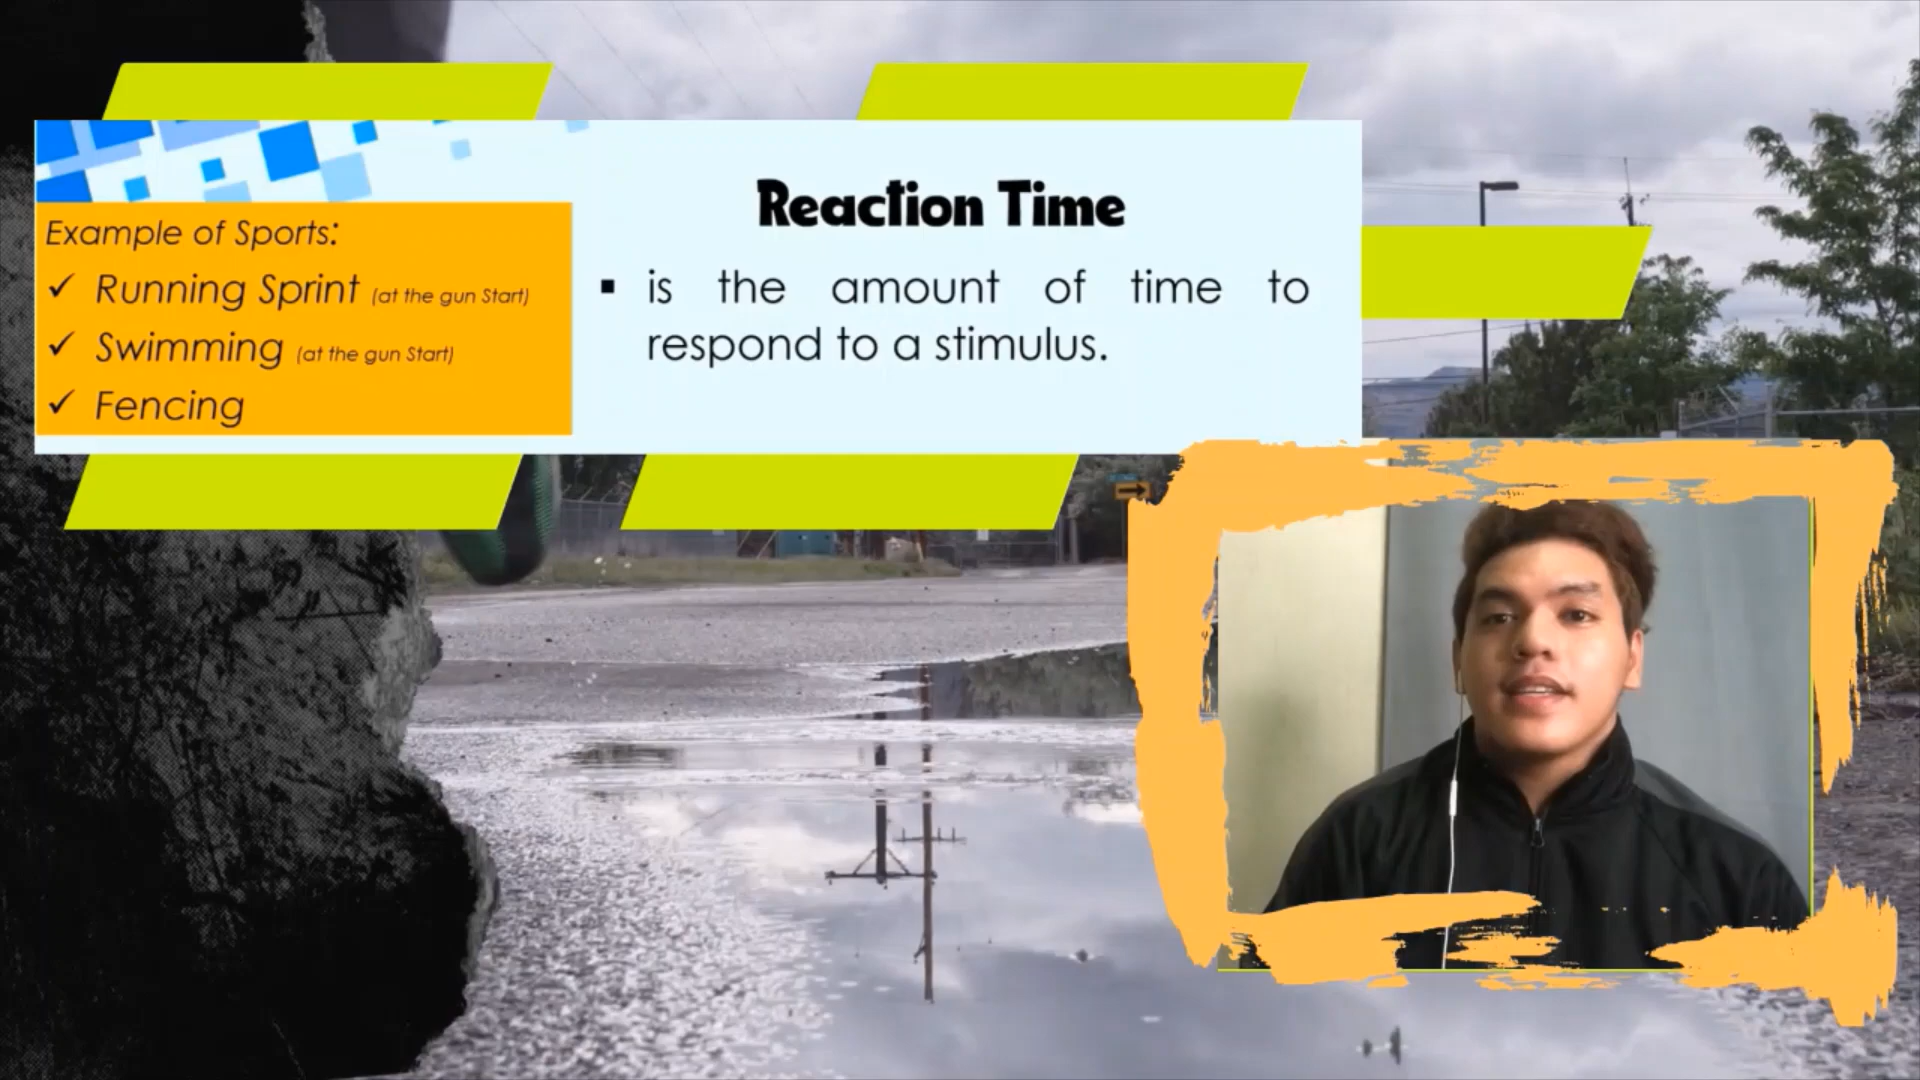 Reaction Time
▪ is the amount of time to
respond to a stimulus.
Example of Sports:
✓ Running Sprint (at the gun Start)
✓ Swimming (at the gun Start)
✓ Fencing